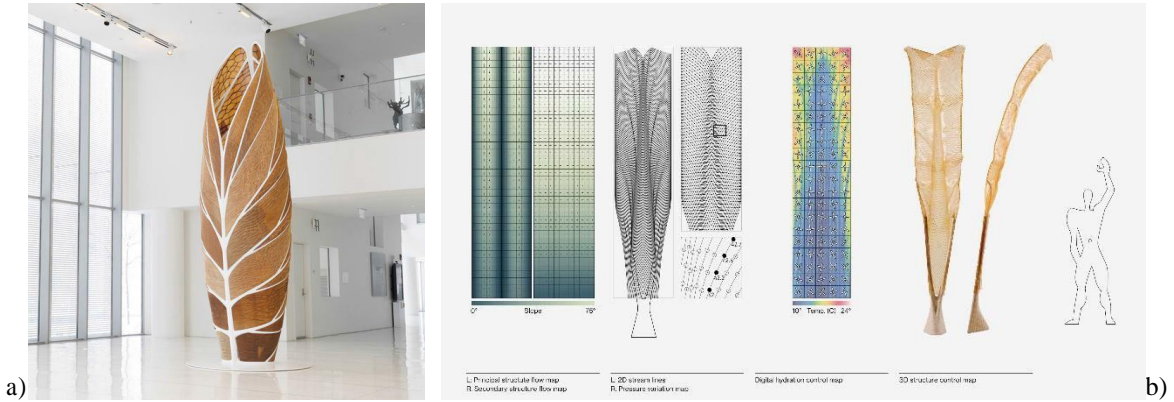 a)
0° Slope 75°
10° Temp. (C) 24°
L: Principal structute flow map
R: Secondary structure flow map
L: 2D stream lines
R: Pressure variation map
Digital hydration control map
3D structure control map
b)